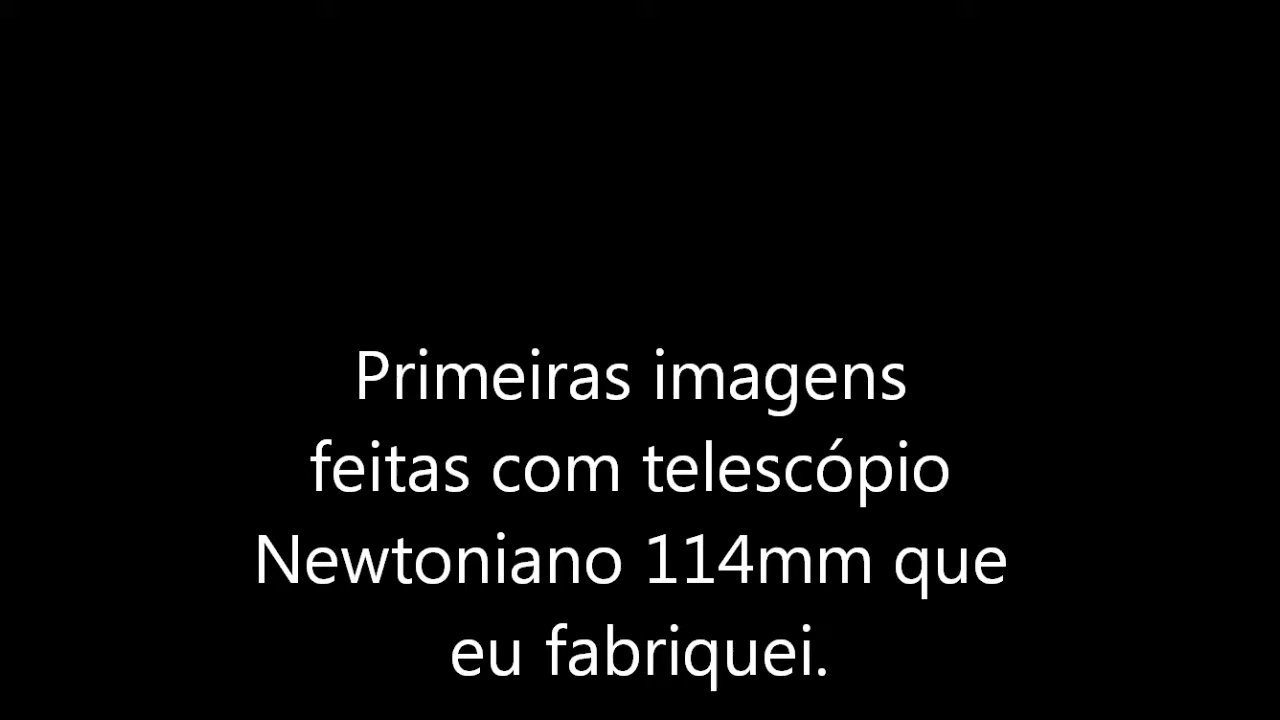 Primeiras imagens
feitas com telescópio
Newtoniano 114mm que
eu fabriquei.